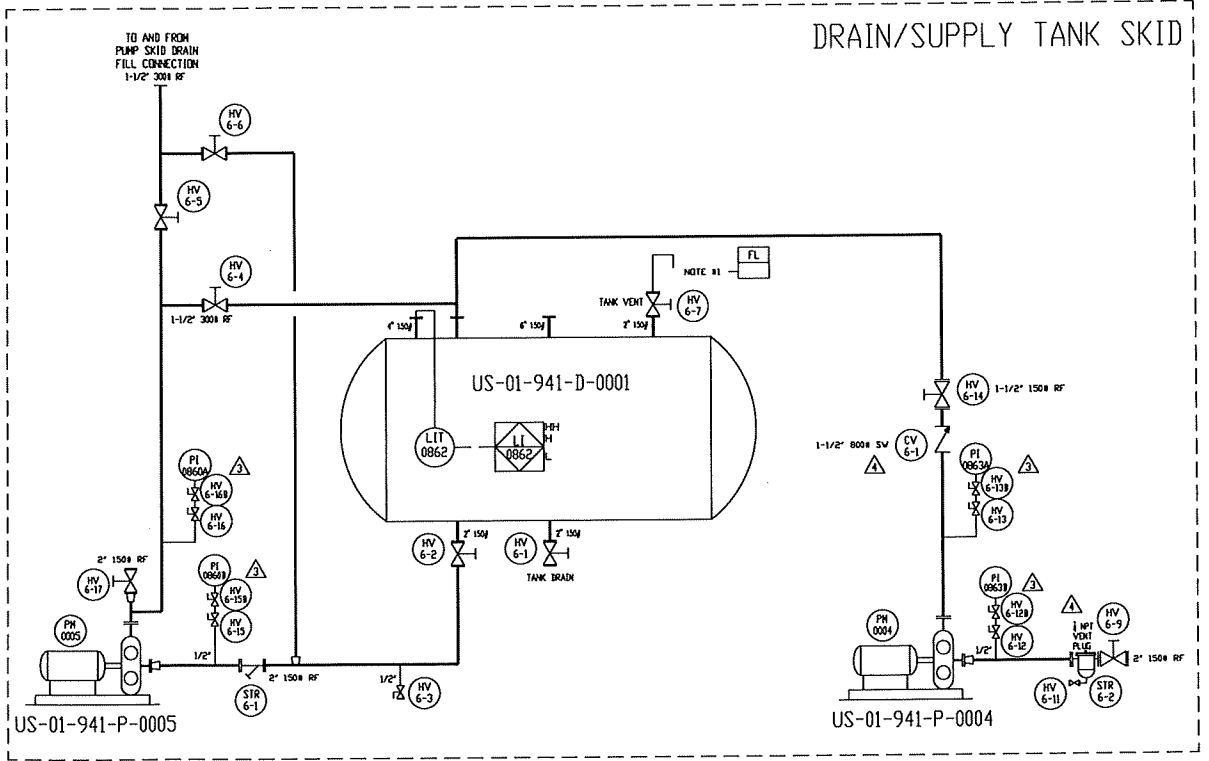 DRAIN/SUPPLY TANK SKID
TO AND FROM
PUMP SKID DRAIN
FILL CONNECTION
1-1/2" 300# RF
HV
6-6
HV
6-5
HV
6-4
1-1/2" 300# RF
FL
NOTE #1
TANK VENT
HV
6-7
4" 150#
6" 150#
2" 150#
US-01-941-D-0001
LIT
0862
LI
0862
HH
H
L
HV
6-14
1-1/2" 150# RF
1-1/2" 800# SW
CV
6-1
4
PI
0860A
3
HV
6-16B
HV
6-16
PI
0863A
3
HV
6-13B
HV
6-13
2" 150# RF
HV
6-17
PI
0860B
3
HV
6-15B
HV
6-15
HV
6-2
2" 150#
HV
6-1
2" 150#
TANK DRAIN
PI
0863B
3
HV
6-12B
HV
6-12
4
NPT
VENT
PLUG
HV
6-9
2" 150# RF
PM
0005
1/2"
STR
6-1
2" 150# RF
1/2"
HV
6-3
PM
0004
1/2"
HV
6-11
STR
6-2
US-01-941-P-0005
US-01-941-P-0004